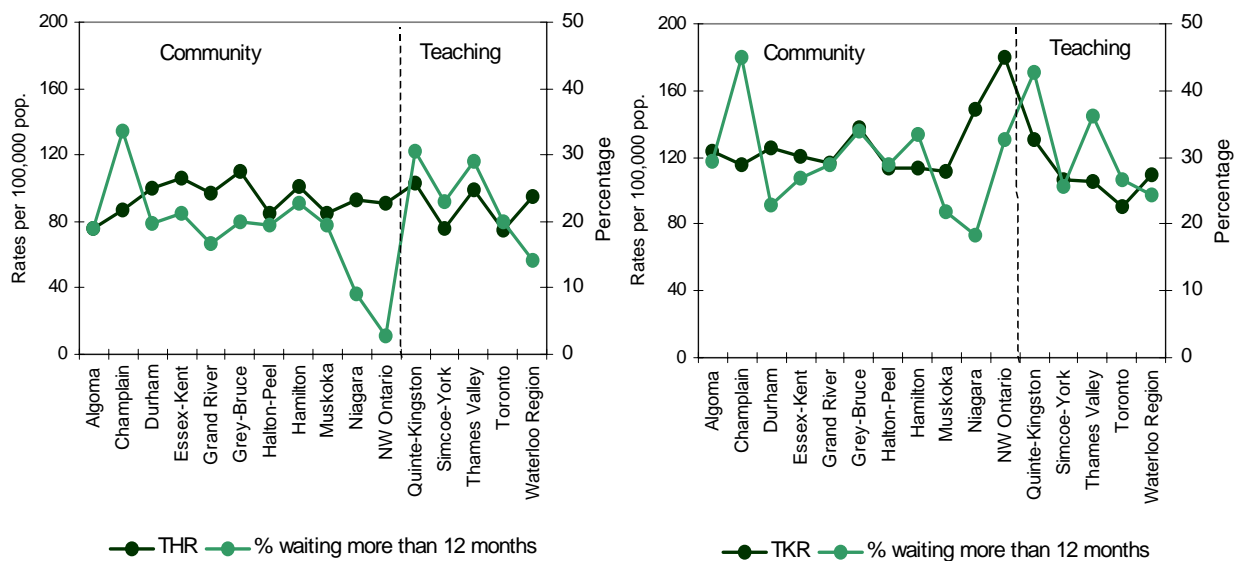 200
160
120
80
40
0
Rates per 100,000 pop.
Community
Teaching
50
40
30
20
10
0
Percentage
Algoma
Champlain
Durham
Essex-Kent
Grand River
Grey-Bruce
Halton-Peel
Hamilton
Muskoka
Niagara
NW Ontario
Quinte-Kingston
Simcoe-York
Thames Valley
Toronto
Waterloo Region
THR
% waiting more than 12 months
200
160
120
80
40
0
Rates per 100,000 pop.
Community
Teaching
50
40
30
20
10
0
Percentage
Algoma
Champlain
Durham
Essex-Kent
Grand River
Grey-Bruce
Halton-Peel
Hamilton
Muskoka
Niagara
NW Ontario
Quinte-Kingston
Simcoe-York
Thames Valley
Toronto
Waterloo Region
TKR
% waiting more than 12 months